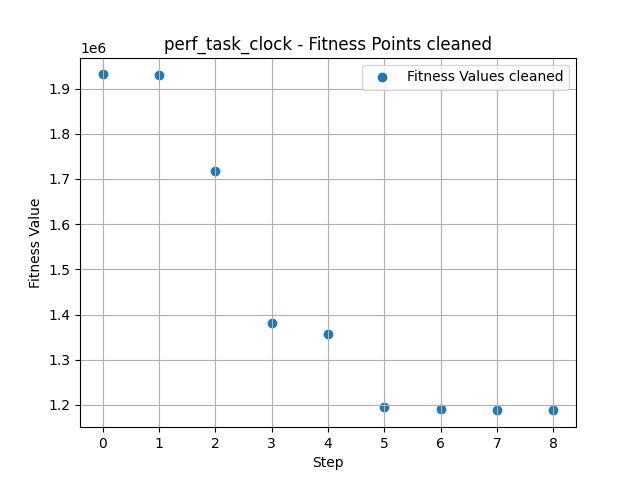 perf_task_clock - Fitness Points cleaned
1e6
Fitness Values cleaned
1.9
1.8
1.7
1.6
1.5
1.4
1.3
1.2
Fitness Value
0 1 2 3 4 5 6 7 8
Step